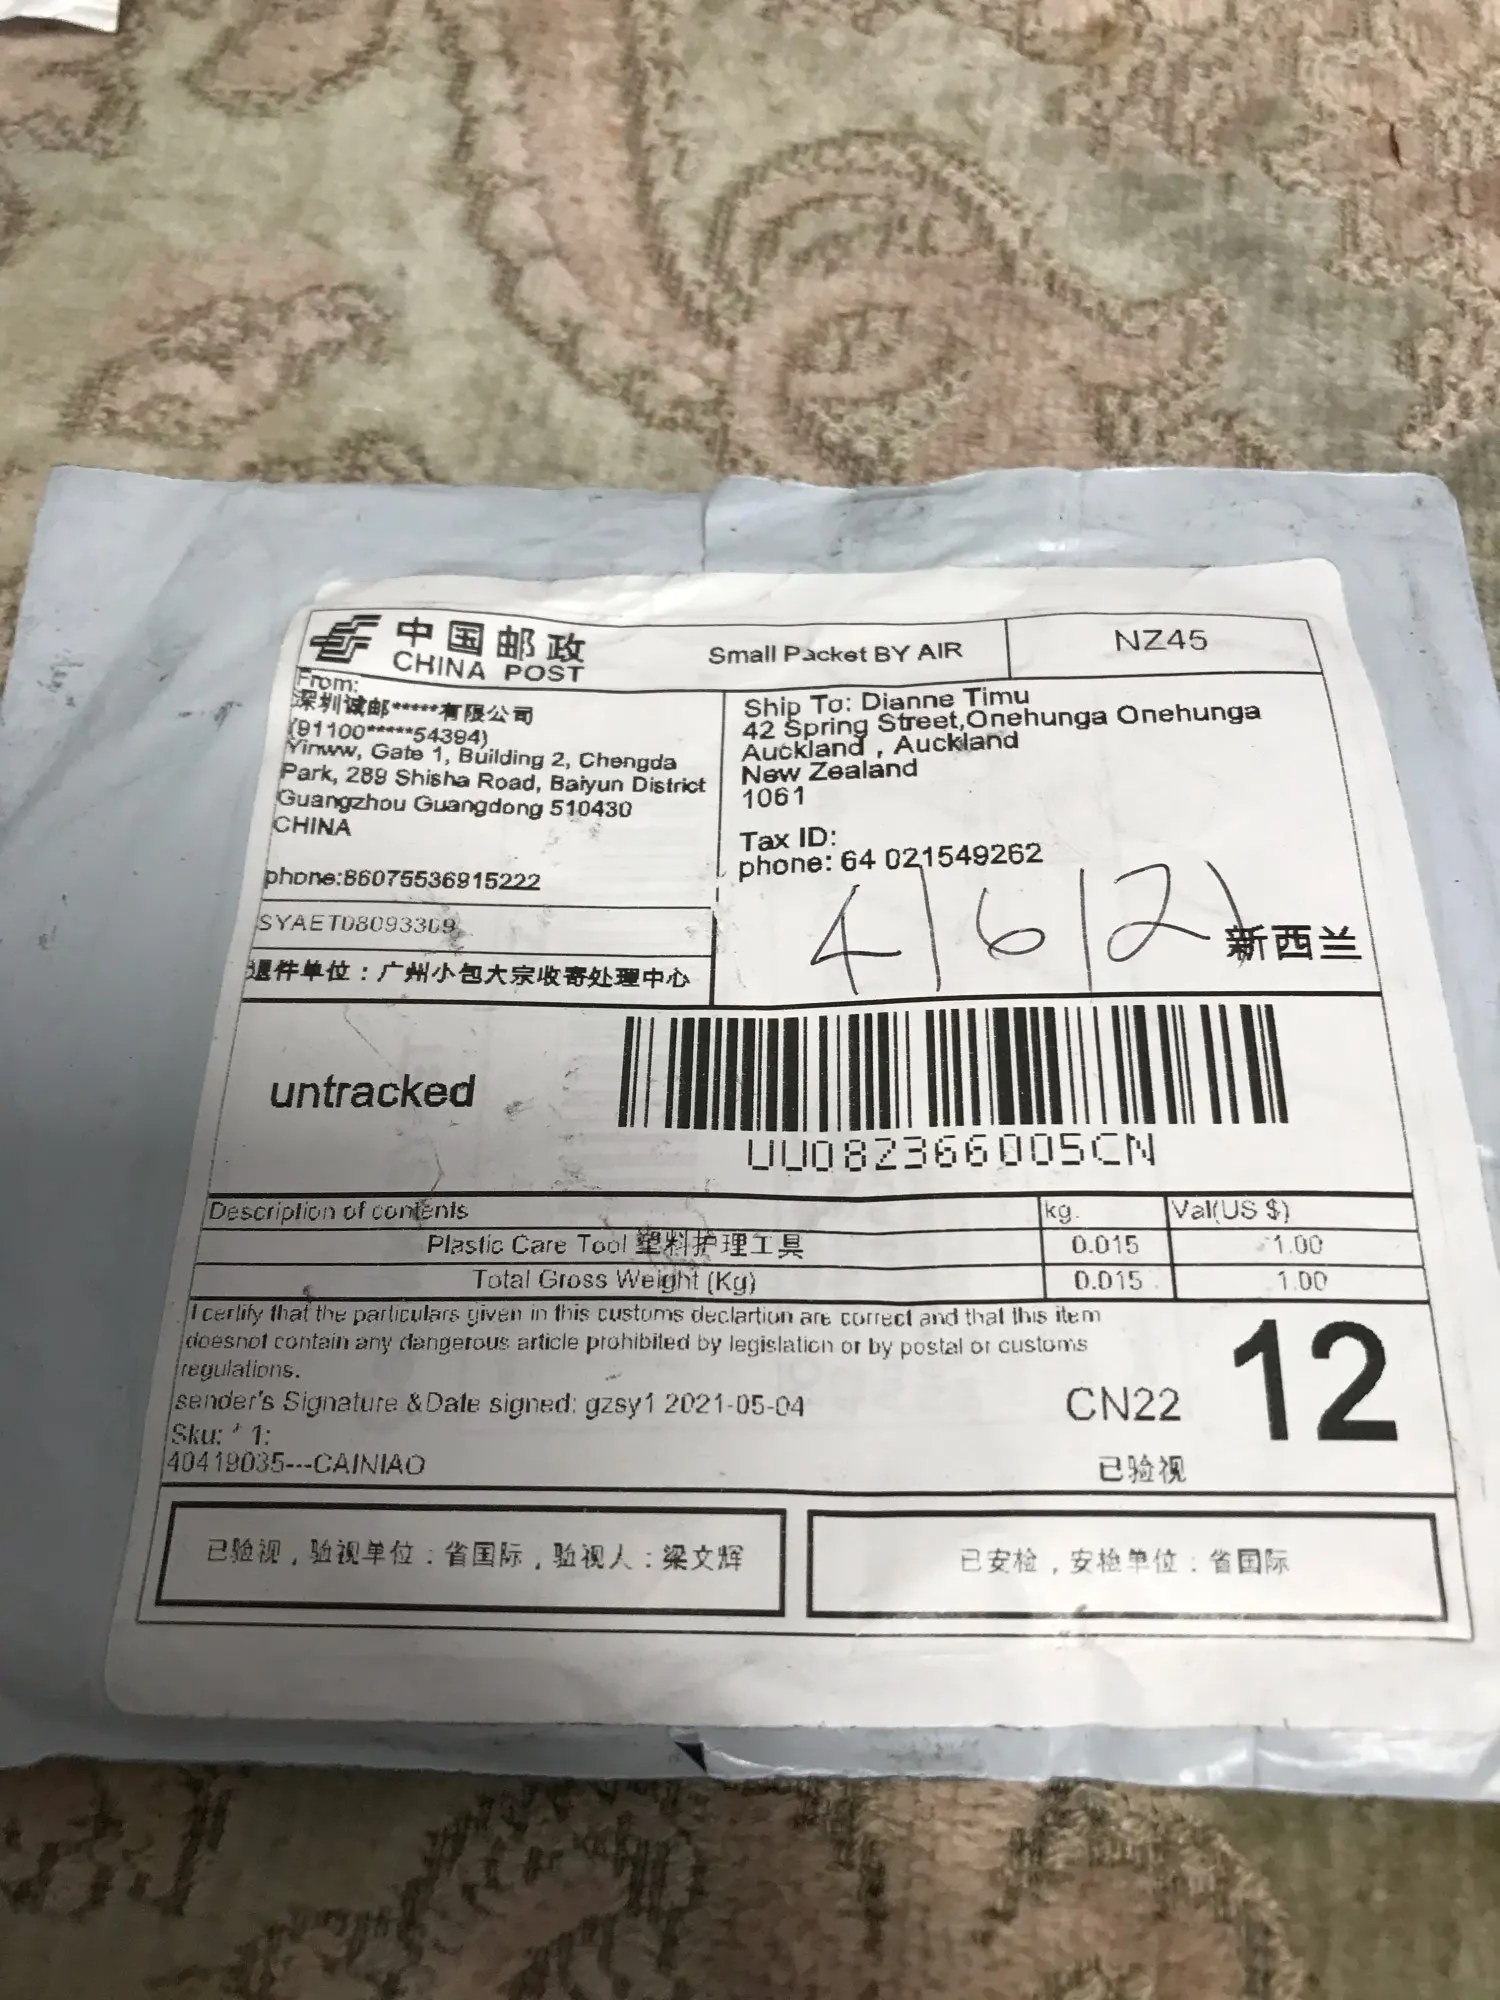 中国邮政
CHINA POST
Small Packet BY AIR
NZ45
From:
深圳诚邮*****有限公司
(91100*****54394)
Yinww, Gate 1, Building 2, Chengda
Park, 289 Shisha Road, Baiyun District
Guangzhou Guangdong 510430
CHINA
phone:86075536915222
SYAET08093309
退件单位：广州小包大宗收寄处理中心
Ship To: Dianne Timu
42 Spring Street,Onehunga Onehunga
Auckland , Auckland
New Zealand
1061
Tax ID:
phone: 64 021549262
4/6/21
新西兰
untracked
UU082366005CN
Description of contents kg. Val(US $)
Plastic Care Tool 塑料护理工具 0.015 1.00
Total Gross Weight (Kg) 0.015 1.00
I certify that the particulars given in this customs declartion are correct and that this item
doesnot contain any dangerous article prohibited by legislation or by postal or customs
regulations.
sender's Signature &Date signed: gzsy1 2021-05-04
Sku: * 1:
40419035---CAINIAO
CN22
12
已验视
已验视，验视单位：省国际，验视人：梁文辉
已安检，安检单位：省国际